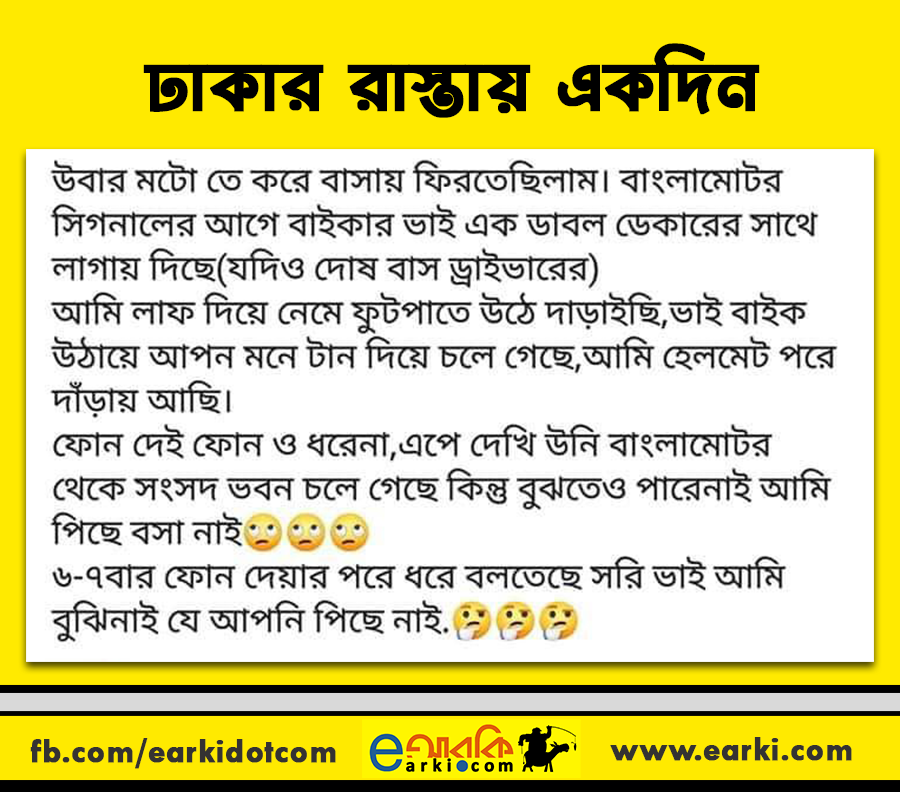 ঢাকার রাস্তায় একদিন
উবার মটো তে করে বাসায় ফিরতেছিলাম। বাংলামোটর
সিগনালের আগে বাইকার ভাই এক ডাবল ডেকারের সাথে
লাগায় দিছে(যদিও দোষ বাস ড্রাইভারের)
আমি লাফ দিয়ে নেমে ফুটপাতে উঠে দাড়াইছি,ভাই বাইক
উঠায়ে আপন মনে টান দিয়ে চলে গেছে,আমি হেলমেট পরে
দাঁড়ায় আছি।
ফোন দেই ফোন ও ধরেনা,এপে দেখি উনি বাংলামোটর
থেকে সংসদ ভবন চলে গেছে কিন্তু বুঝতেও পারেনাই আমি
পিছে বসা নাই🙄🙄🙄
৬-৭বার ফোন দেয়ার পরে ধরে বলতেছে সরি ভাই আমি
বুঝিনাই যে আপনি পিছে নাই.🤔🤔🤔
fb.com/earkidotcom
eআরকি
earki.com
www.earki.com